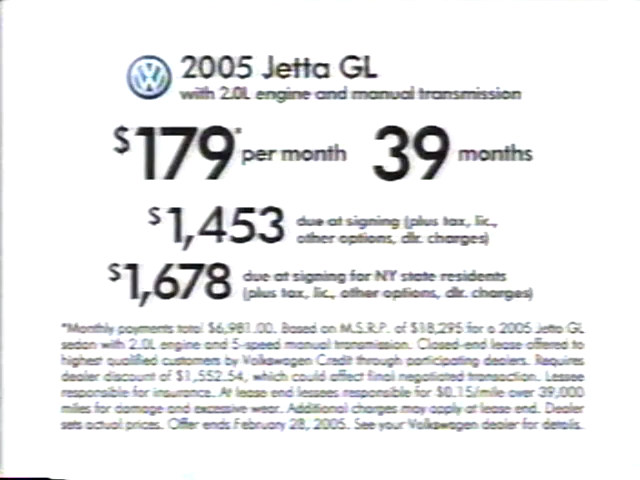 2005 Jetta GL
with 2.0L engine and manual transmission
$179* per month 39 months
$1,453 due at signing (plus tax, lic.,
other options, dlr. charges)
$1,678 due at signing for NY state residents
(plus tax, lic., other options, dlr. charges)
*Monthly payments total $6,981.00. Based on M.S.R.P. of $18,295 for a 2005 Jetta GL
sedan with 2.0L engine and 5-speed manual transmission. Closed-end lease offered to
highest qualified customers by Volkswagen Credit through participating dealers. Requires
dealer discount of $1,552.54, which could affect final negotiated transaction. Lessee
responsible for insurance. At lease end lessees responsible for $0.15/mile over 39,000
miles for damage and excessive wear. Additional charges may apply at lease end. Dealer
sets actual prices. Offer ends February 28, 2005. See your Volkswagen dealer for details.